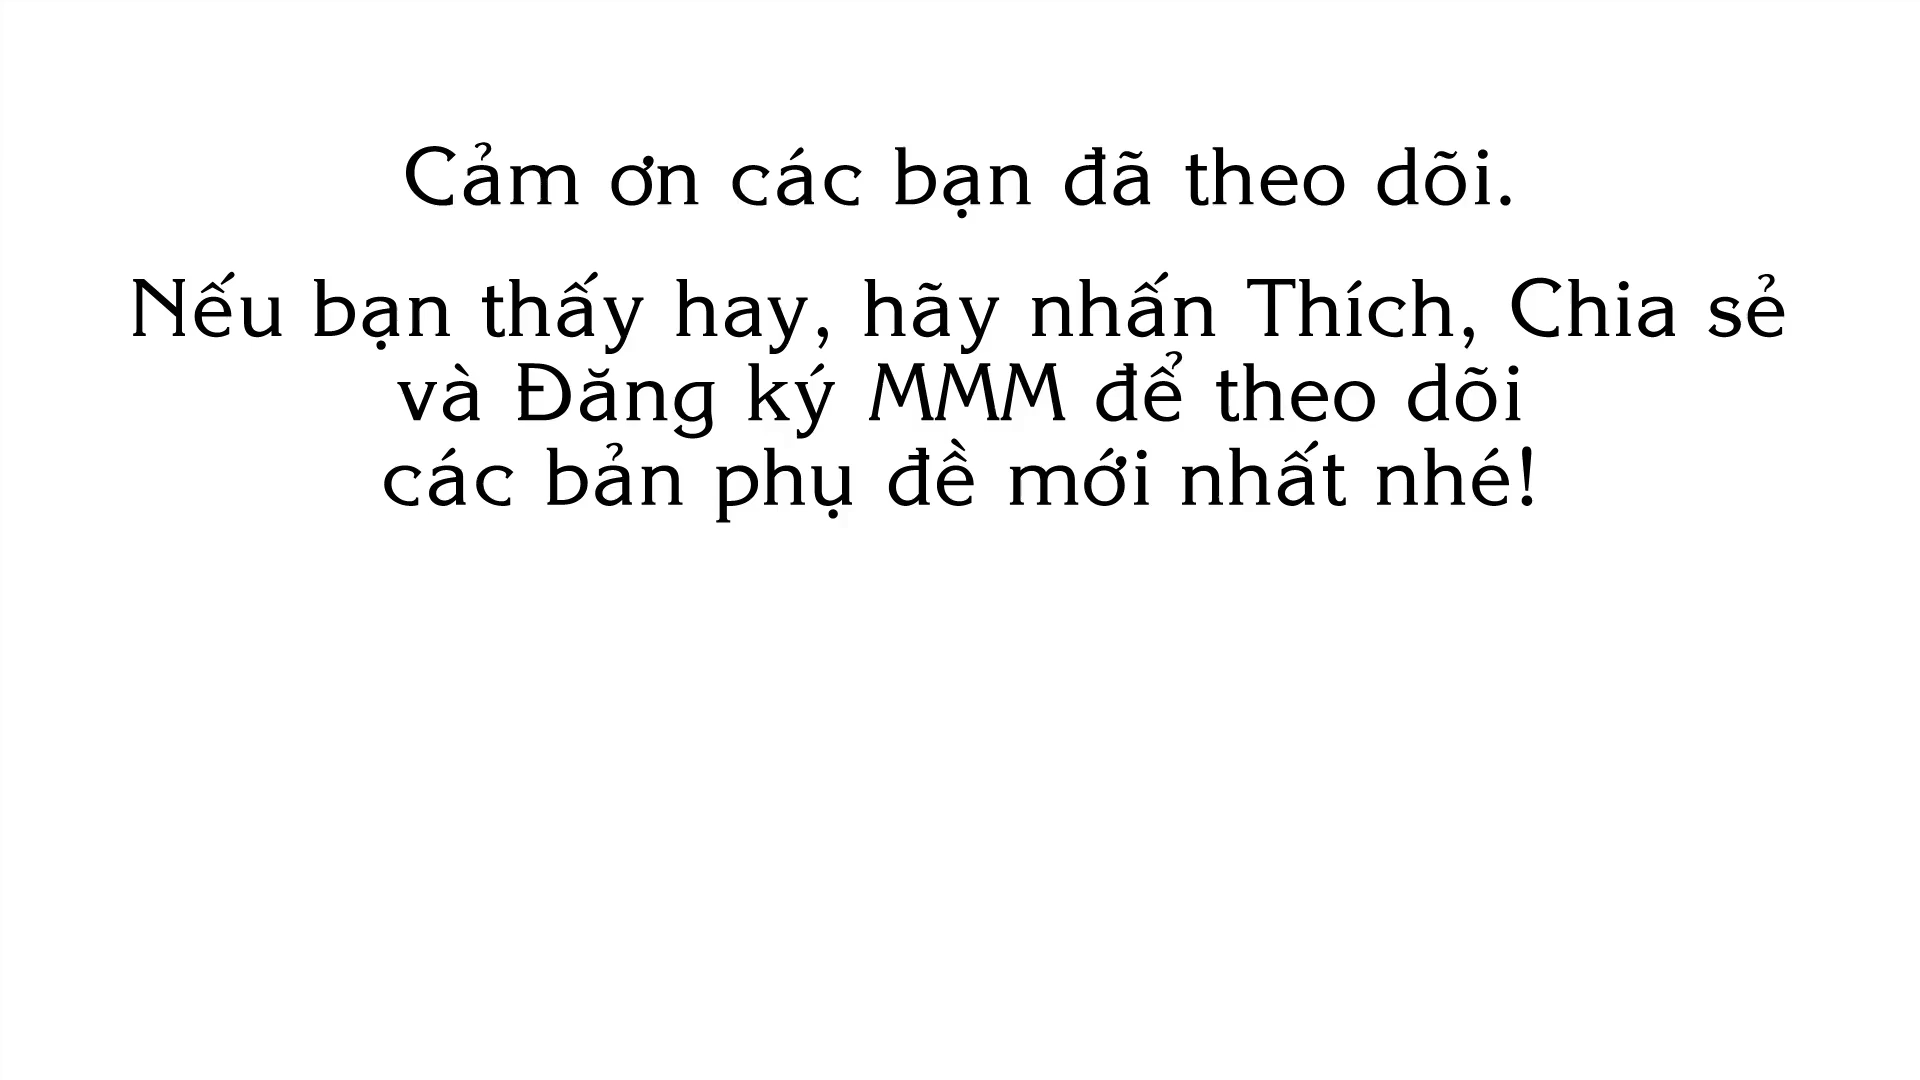 Cảm ơn các bạn đã theo dõi.
Nếu bạn thấy hay, hãy nhấn Thích, Chia sẻ
và Đăng ký MMM để theo dõi
các bản phụ đề mới nhất nhé!